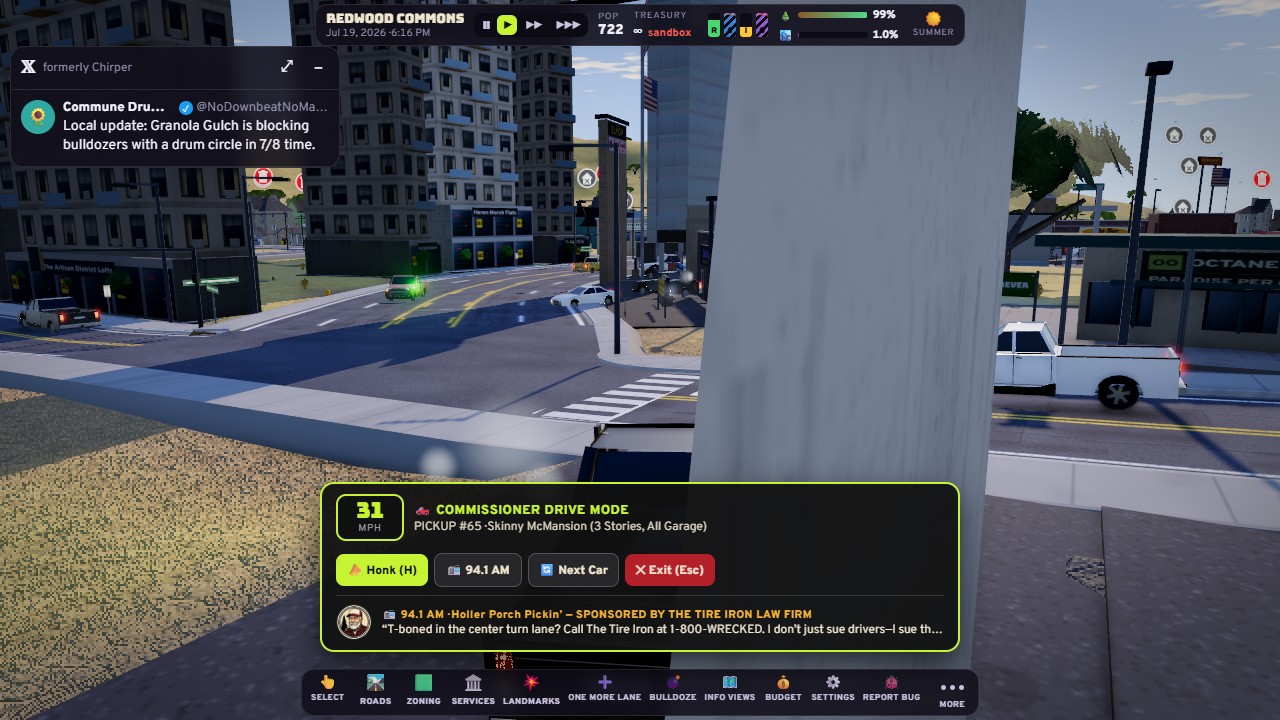 REDWOOD COMMONS
Jul 19, 2026 -6:16 PM
POP
722
TREASURY
∞ sandbox
R
I
99%
1.0%
SUMMER
X formerly Chirper
Commune Dru... @NoDownbeatNoMa...
Local update: Granola Gulch is blocking
bulldozers with a drum circle in 7/8 time.
The Artisan District Lofts
Heron Marsh Flats
OCTANE
PARADISE PER
EVER
31
MPH
COMMISSIONER DRIVE MODE
PICKUP #65 ·Skinny McMansion (3 Stories, All Garage)
Honk (H)
94.1 AM
Next Car
Exit (Esc)
94.1 AM ·Holler Porch Pickin' — SPONSORED BY THE TIRE IRON LAW FIRM
“T-boned in the center turn lane? Call The Tire Iron at 1-800-WRECKED. I don't just sue drivers—I sue th...
SELECT
ROADS
ZONING
SERVICES
LANDMARKS
ONE MORE LANE
BULLDOZE
INFO VIEWS
BUDGET
SETTINGS
REPORT BUG
MORE